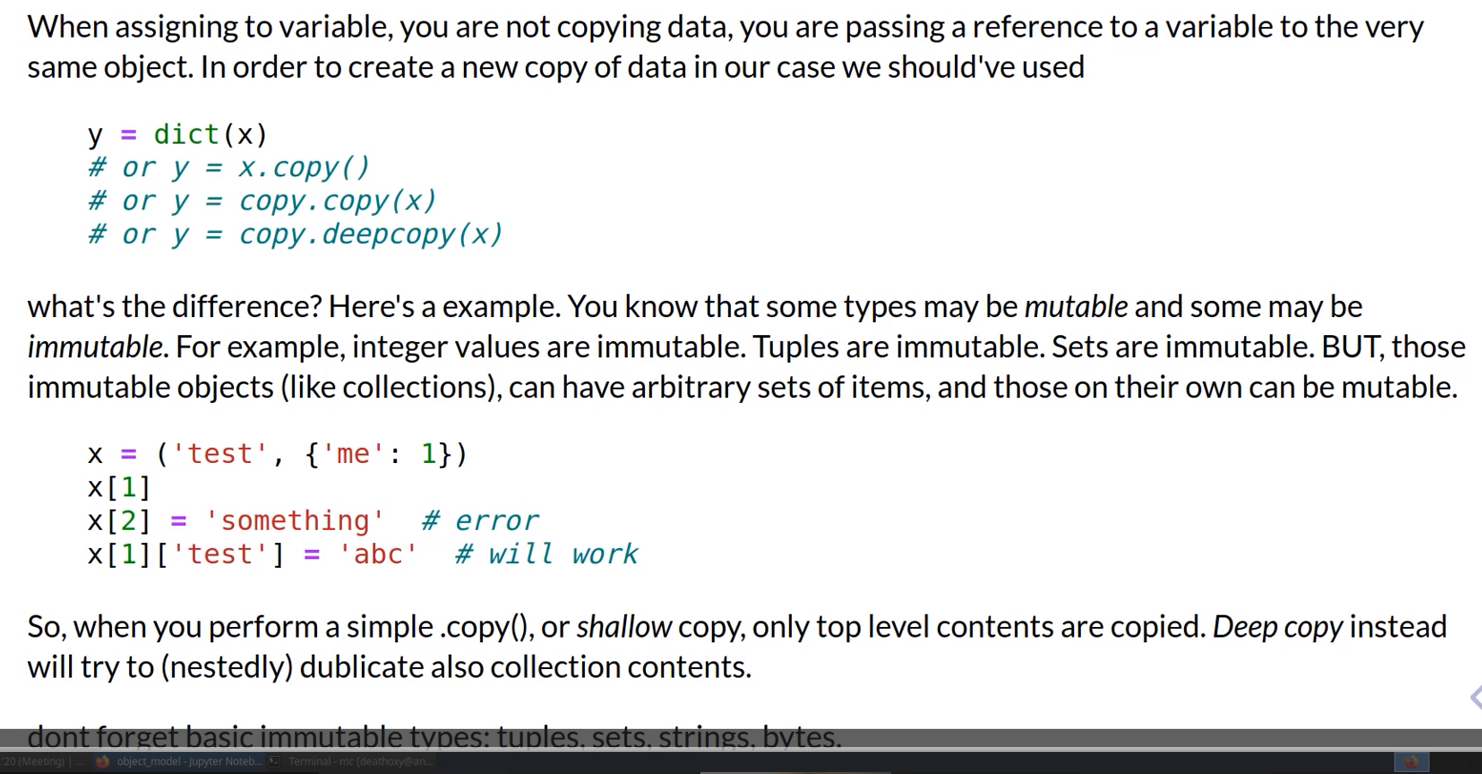 When assigning to variable, you are not copying data, you are passing a reference to a variable to the very
same object. In order to create a new copy of data in our case we should've used
y = dict(x)
# or y = x.copy()
# or y = copy.copy(x)
# or y = copy.deepcopy(x)
what's the difference? Here's a example. You know that some types may be mutable and some may be
immutable. For example, integer values are immutable. Tuples are immutable. Sets are immutable. BUT, those
immutable objects (like collections), can have arbitrary sets of items, and those on their own can be mutable.
x = ('test', {'me': 1})
x[1]
x[2] = 'something'  # error
x[1]['test'] = 'abc'  # will work
So, when you perform a simple .copy(), or shallow copy, only top level contents are copied. Deep copy instead
will try to (nestedly) dublicate also collection contents.
dont forget basic immutable types: tuples, sets, strings, bytes.
'20 (Meeting) | ... object_model - Jupyter Noteb... Terminal - mc [deathoxy@an...